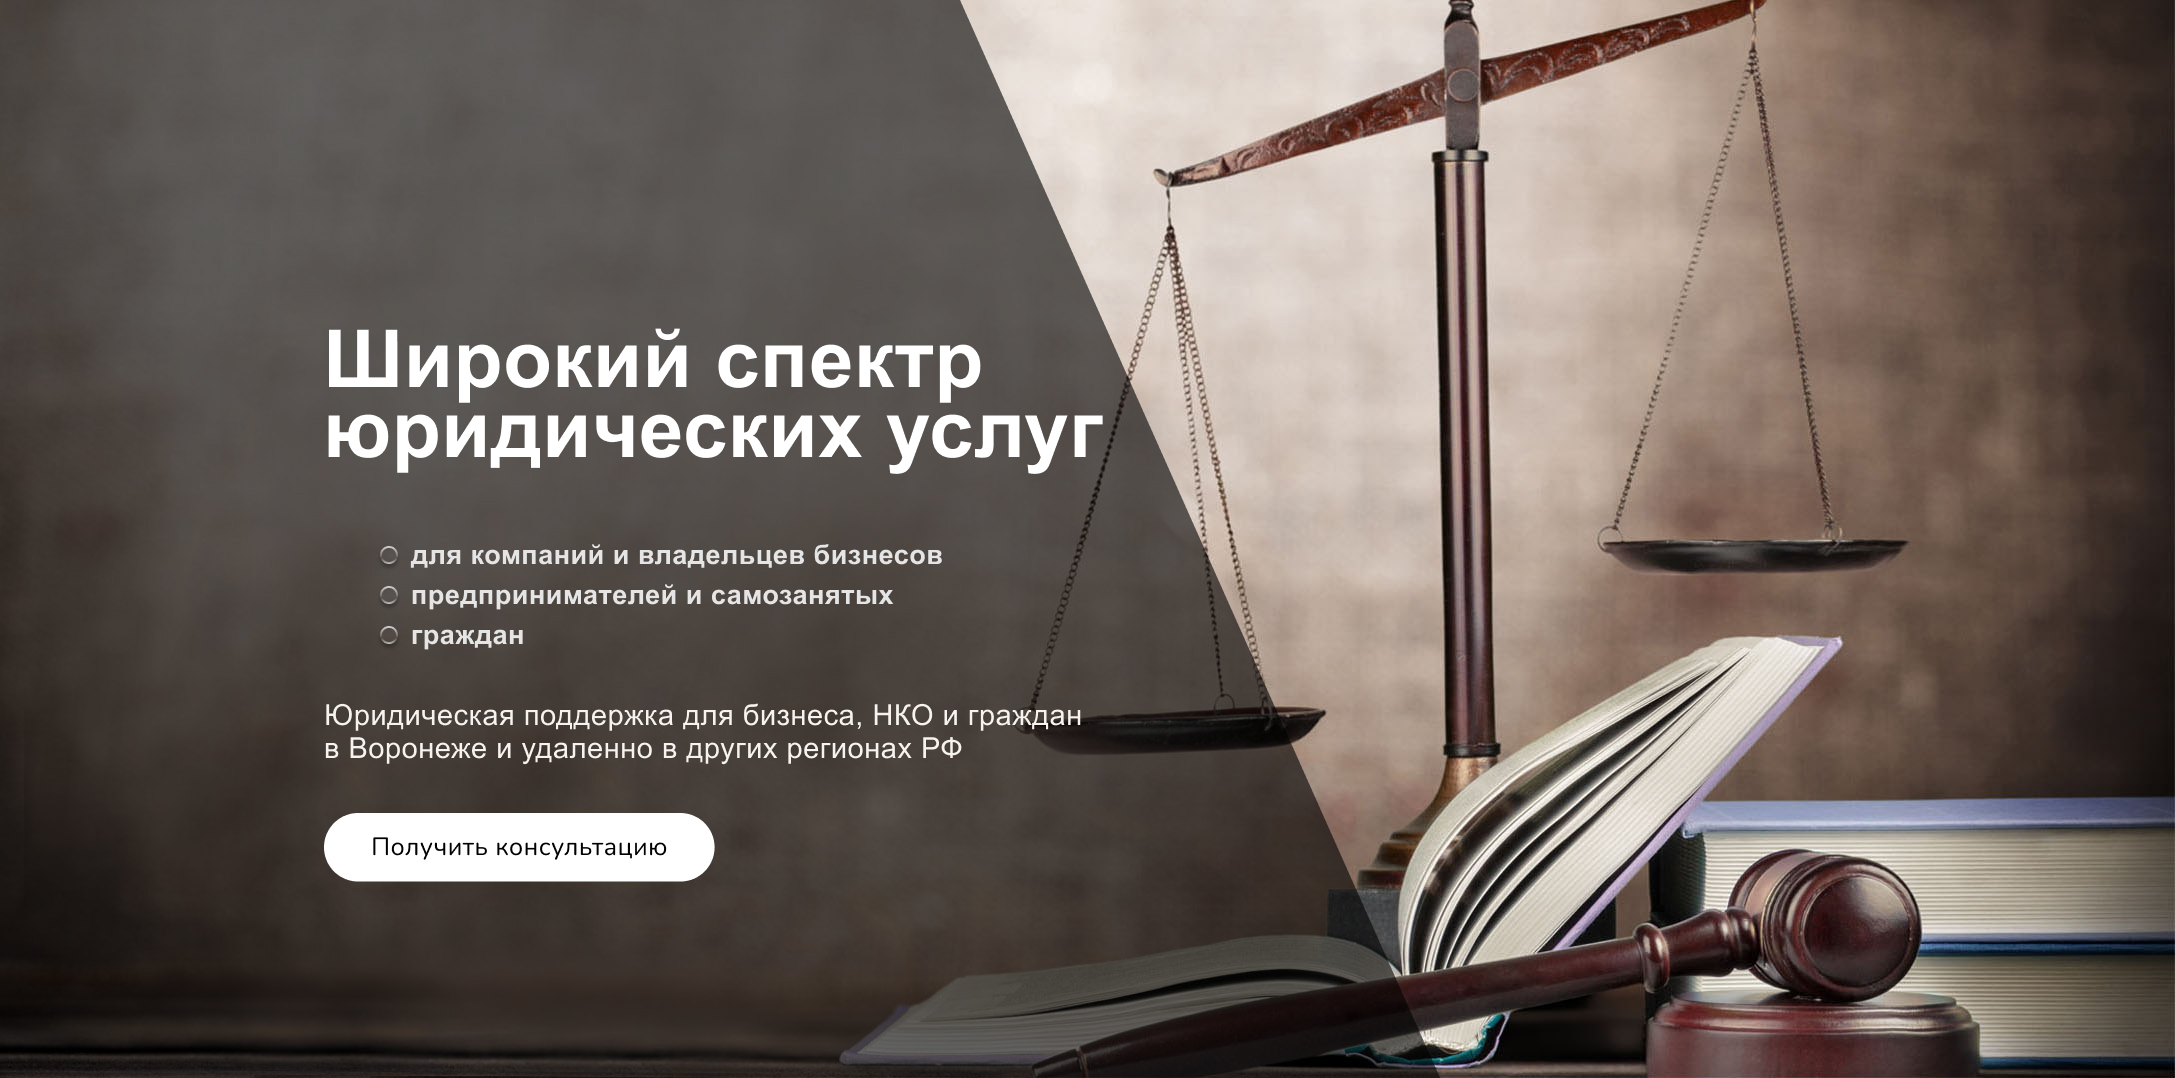 Широкий спектр
юридических услуг
для компаний и владельцев бизнесов
предпринимателей и самозанятых
граждан
Юридическая поддержка для бизнеса, НКО и граждан
в Воронеже и удаленно в других регионах РФ
Получить консультацию